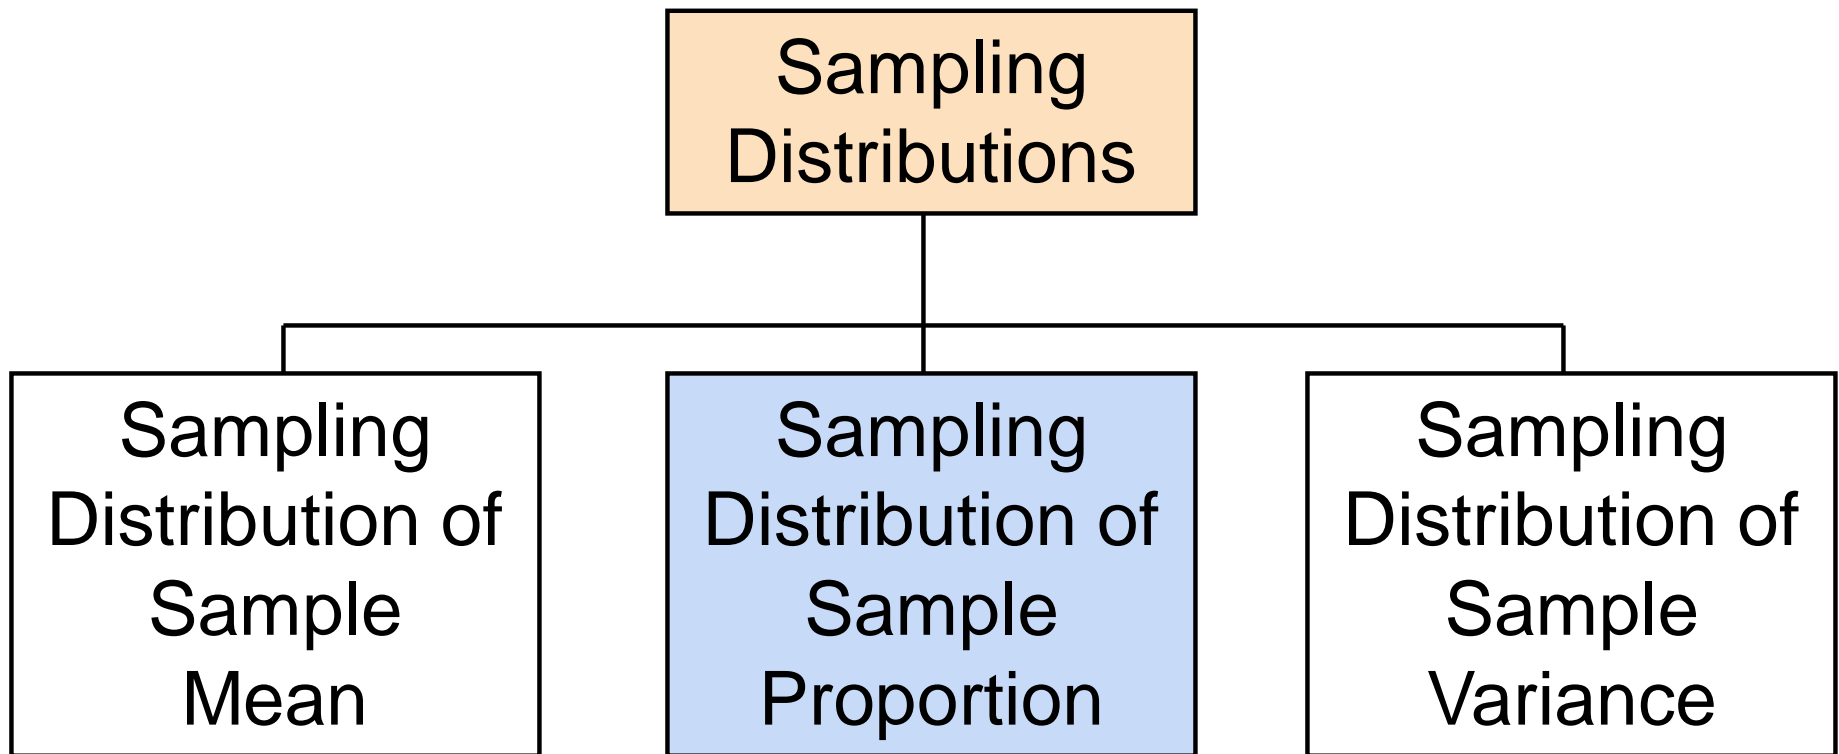 Sampling
Distributions
Sampling
Distribution of
Sample
Mean
Sampling
Distribution of
Sample
Proportion
Sampling
Distribution of
Sample
Variance